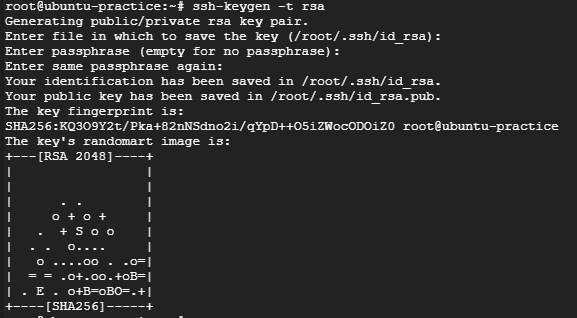 root@ubuntu-practice:~# ssh-keygen -t rsa
Generating public/private rsa key pair.
Enter file in which to save the key (/root/.ssh/id_rsa):
Enter passphrase (empty for no passphrase):
Enter same passphrase again:
Your identification has been saved in /root/.ssh/id_rsa.
Your public key has been saved in /root/.ssh/id_rsa.pub.
The key fingerprint is:
SHA256:KQ3O9Y2t/Pka+82nNSdno2i/qYpD++O5iZWocODOiZ0 root@ubuntu-practice
The key's randomart image is:
+---[RSA 2048]----+
|                 |
|                 |
|      . .        |
|     o + o +     |
|   .  + S o o    |
|  . .  o....     |
|   o ....oo . .o=|
|  = = .o+.oo.+oB=|
| . E . o+B=oBO=.+|
+----[SHA256]-----+